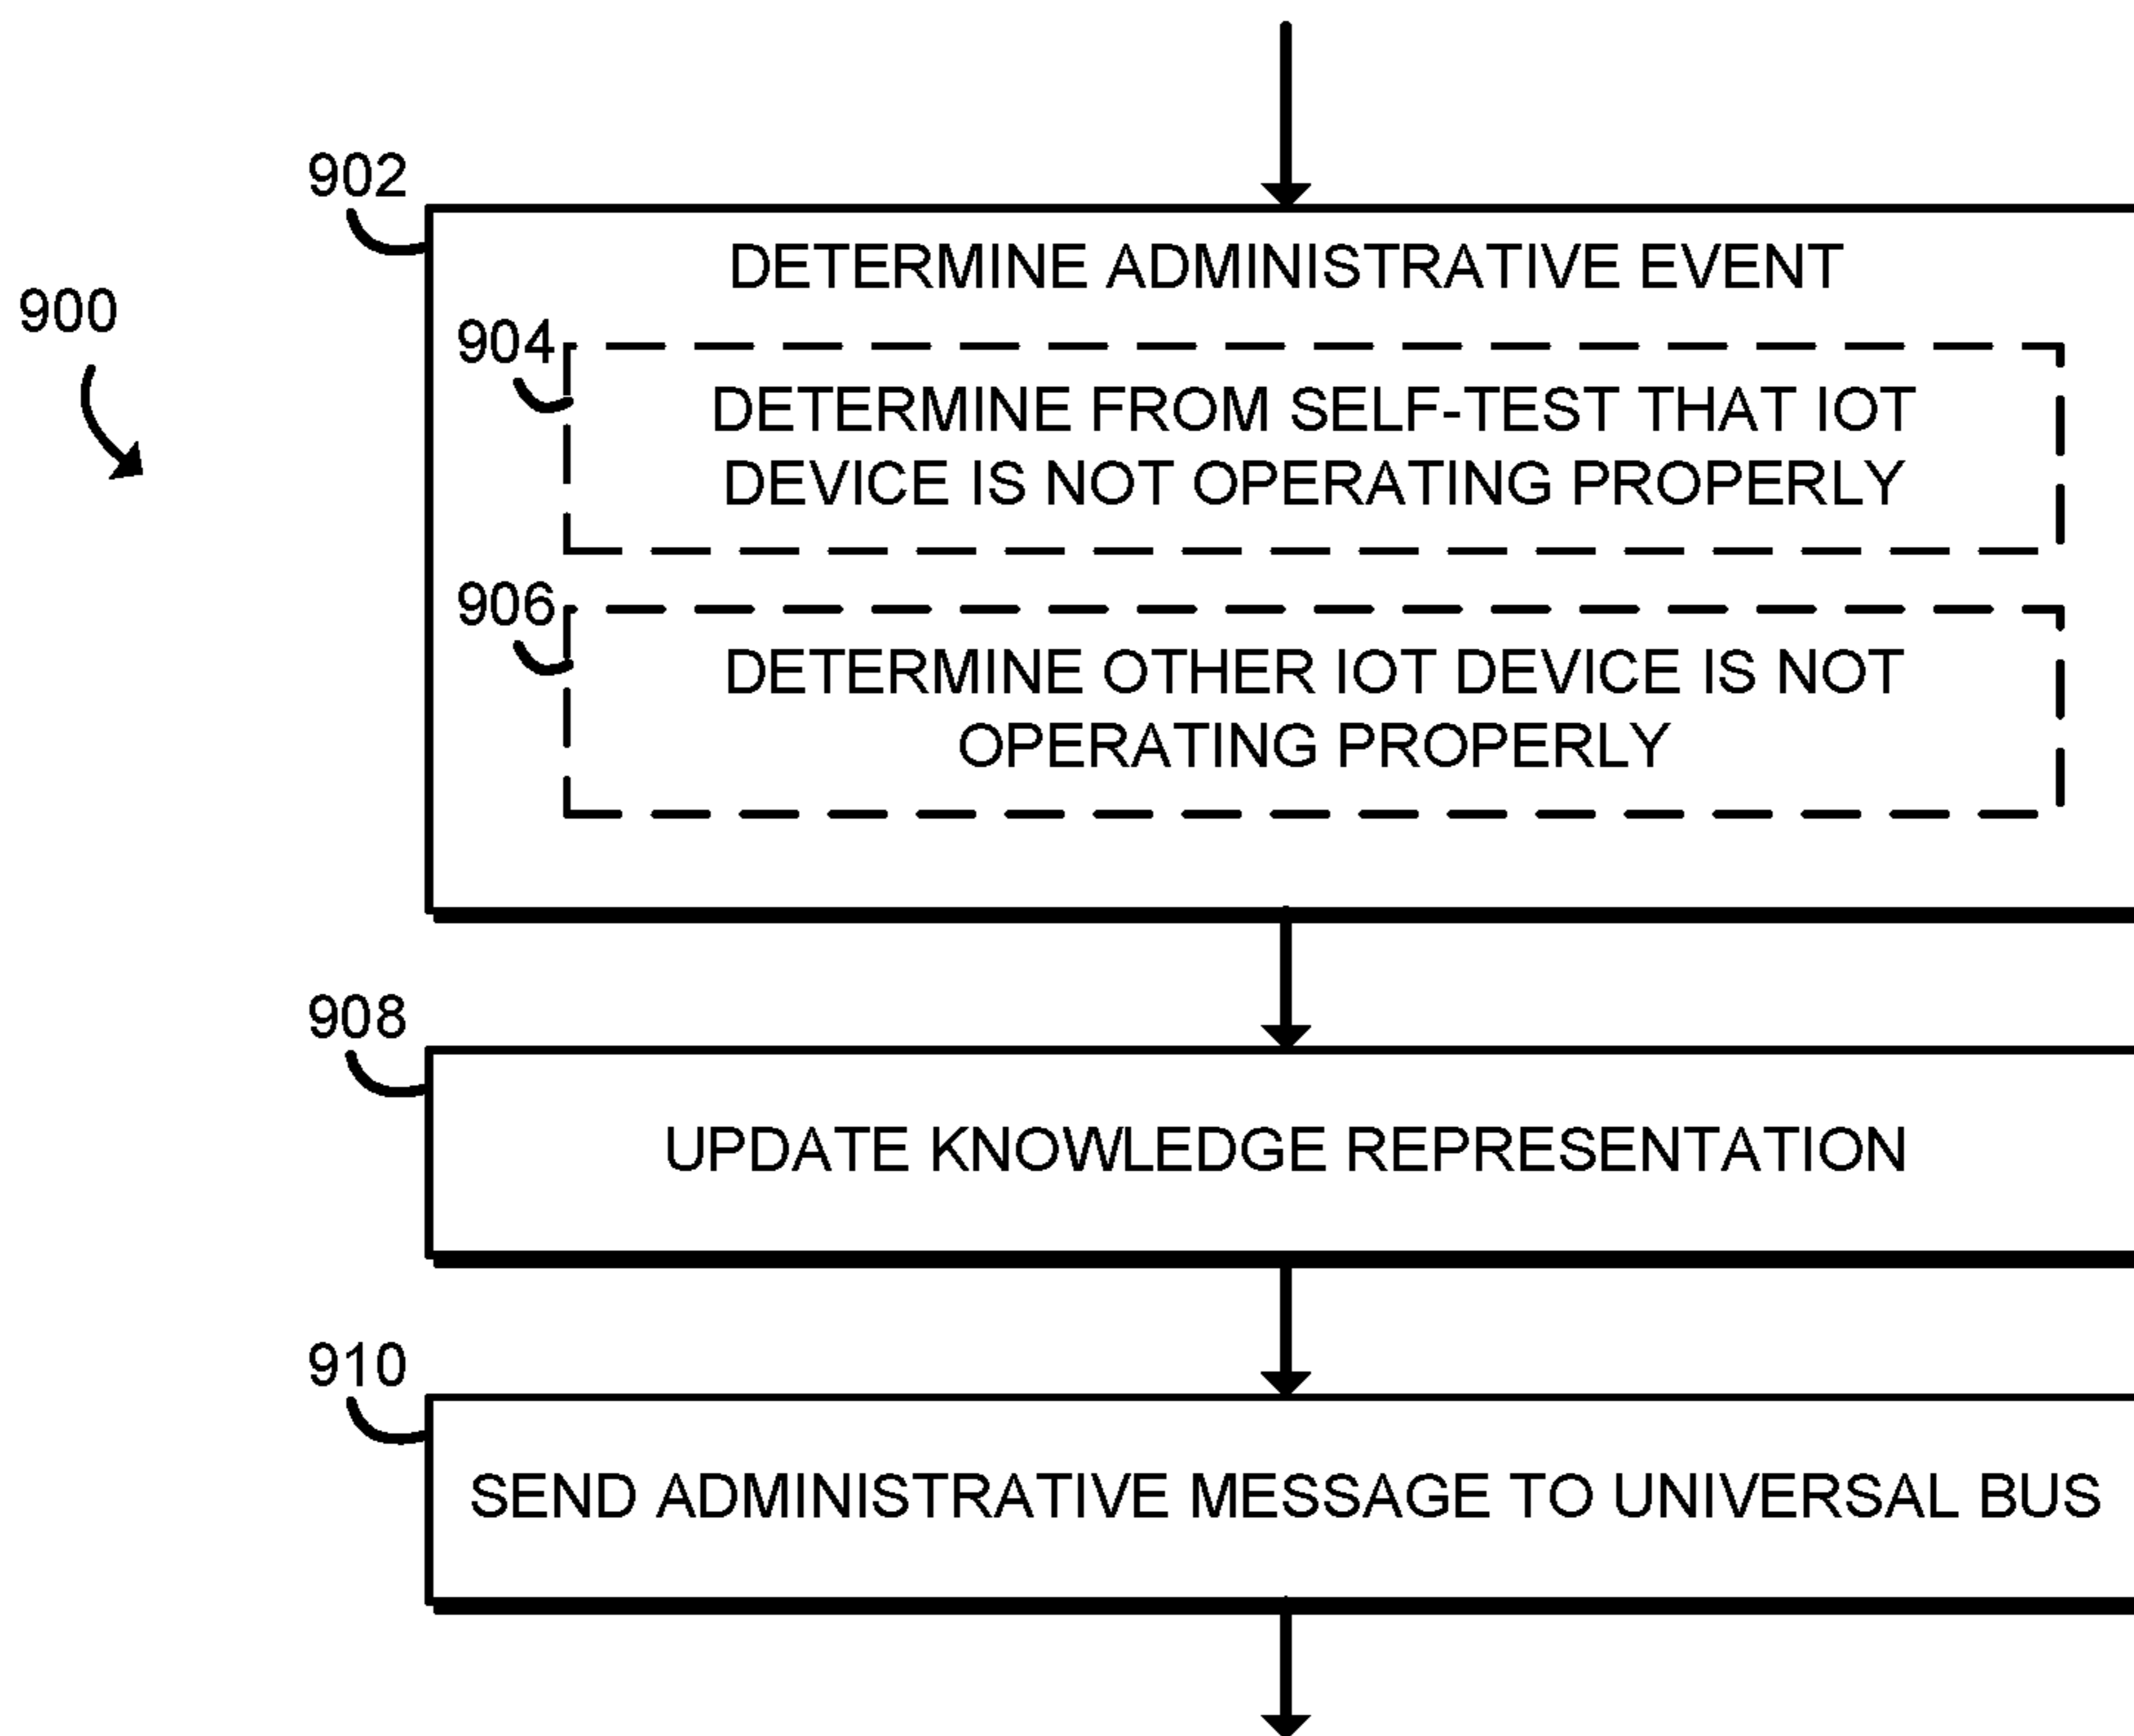 902
DETERMINE ADMINISTRATIVE EVENT
900
904
DETERMINE FROM SELF-TEST THAT IOT
DEVICE IS NOT OPERATING PROPERLY
906
DETERMINE OTHER IOT DEVICE IS NOT
OPERATING PROPERLY
908
UPDATE KNOWLEDGE REPRESENTATION
910
SEND ADMINISTRATIVE MESSAGE TO UNIVERSAL BUS